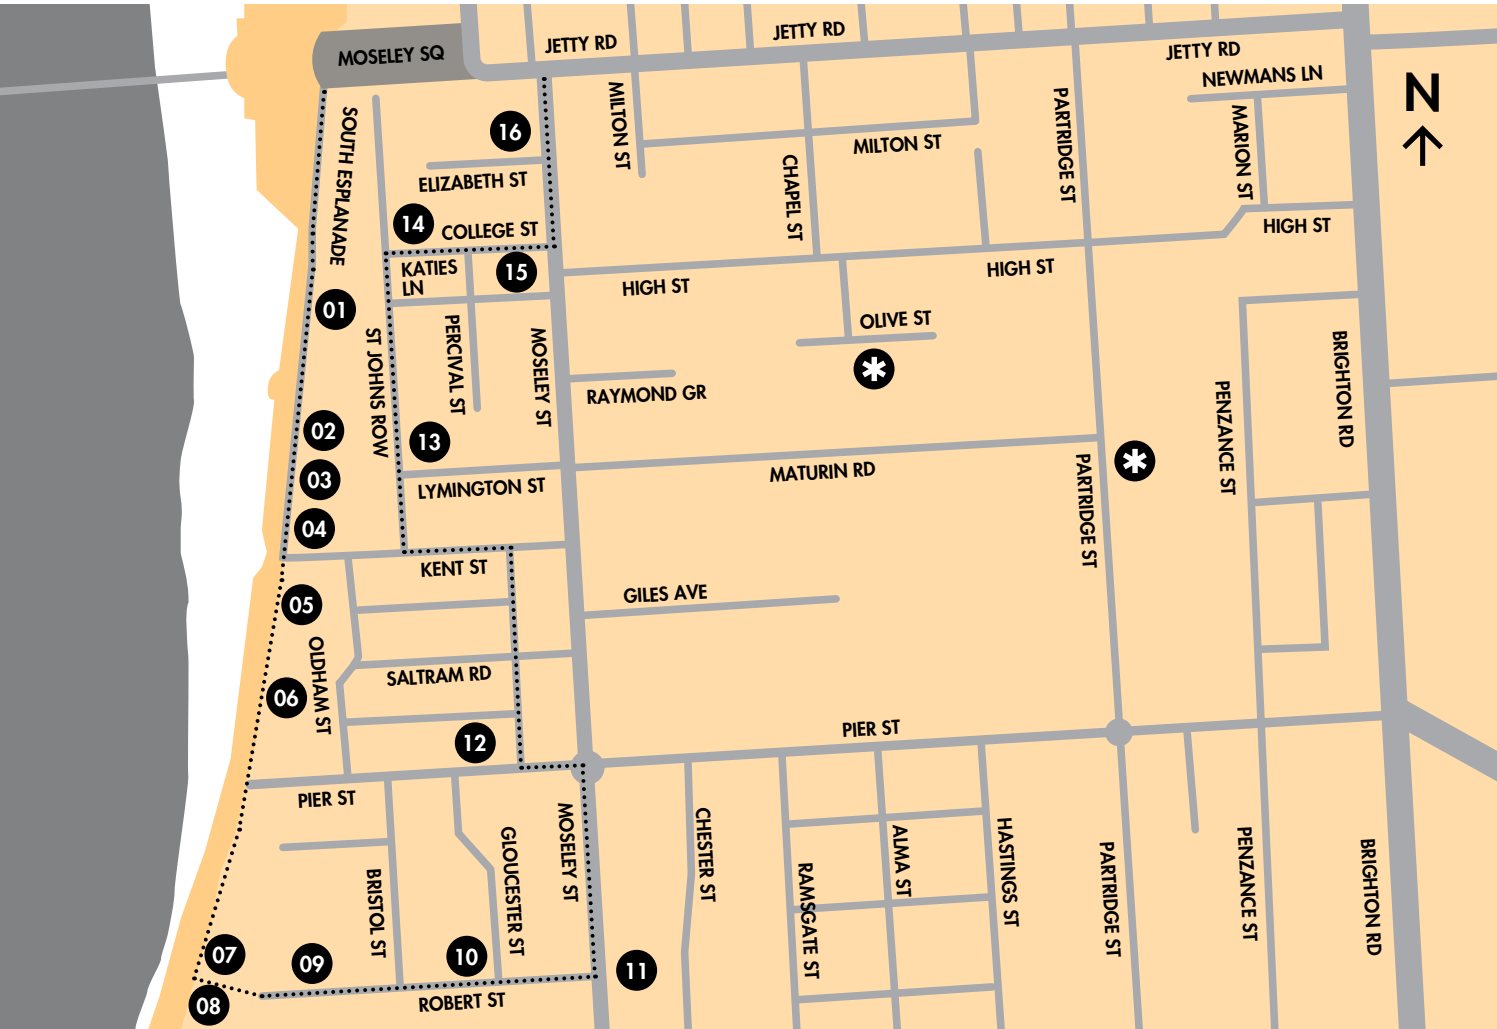 JETTY RD
JETTY RD
JETTY RD
MOSELEY SQ
NEWMANS LN
N
SOUTH ESPLANADE
16
MILTON ST
MILTON ST
PARTRIDGE ST
MARION ST
ELIZABETH ST
CHAPEL ST
14
COLLEGE ST
HIGH ST
KATIES
LN
15
HIGH ST
HIGH ST
01
OLIVE ST
ST JOHNS ROW
PERCIVAL ST
MOSELEY ST
BRIGHTON RD
*
RAYMOND GR
PENZANCE ST
02
13
MATURIN RD
*
03
LYMINGTON ST
PARTRIDGE ST
04
KENT ST
05
GILES AVE
OLDHAM ST
SALTRAM RD
06
12
PIER ST
PIER ST
MOSELEY ST
CHESTER ST
GLOUCESTER ST
ALMA ST
HASTINGS ST
PENZANCE ST
BRIGHTON RD
BRISTOL ST
RAMSGATE ST
PARTRIDGE ST
07
09
10
11
08
ROBERT ST